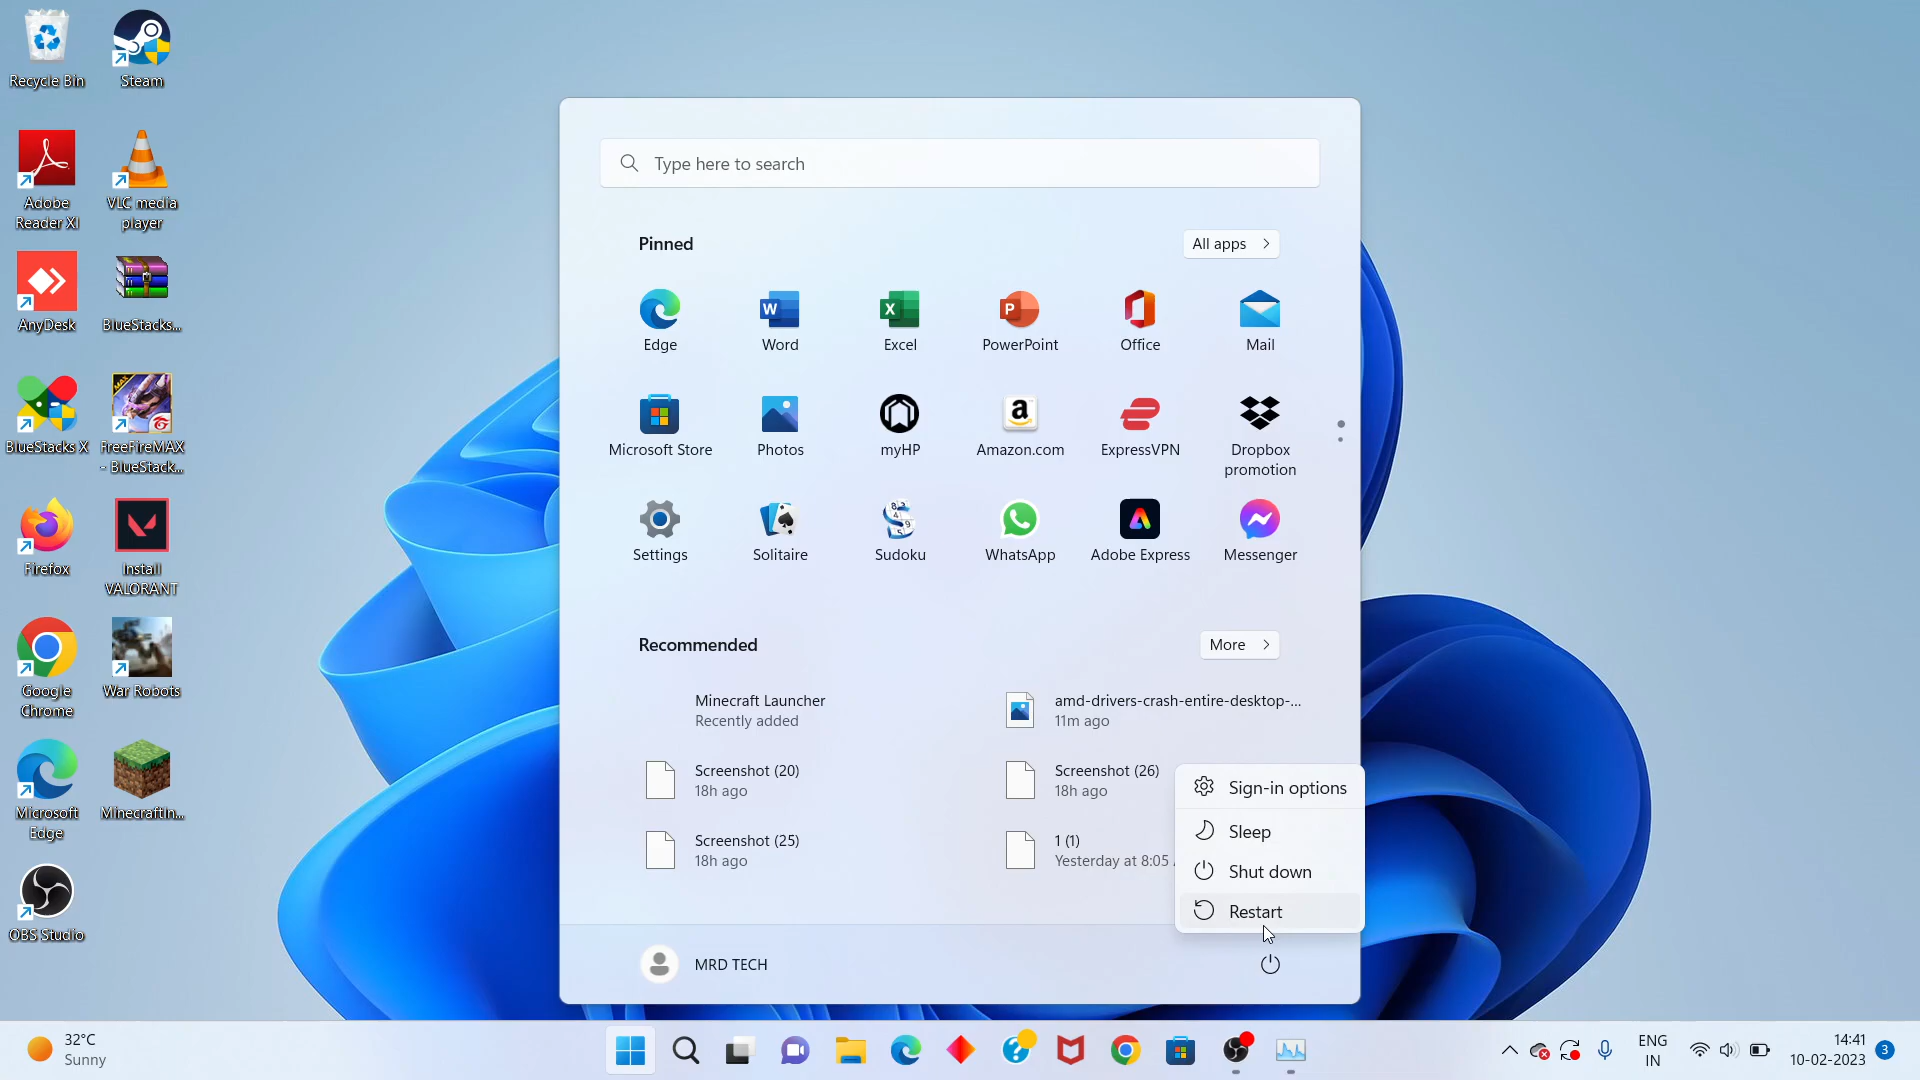 Recycle Bin
Steam
Adobe
Reader XI
VLC media
player
AnyDesk
BlueStacks...
BlueStacks X
FreeFireMAX
- BlueStack...
Firefox
Install
VALORANT
Google
Chrome
War Robots
Microsoft
Edge
MinecraftIn...
OBS Studio
Type here to search
Pinned
All apps
Edge
Word
Excel
PowerPoint
Office
Mail
Microsoft Store
Photos
myHP
Amazon.com
ExpressVPN
Dropbox
promotion
Settings
Solitaire
Sudoku
WhatsApp
Adobe Express
Messenger
Recommended
More
Minecraft Launcher
Recently added
amd-drivers-crash-entire-desktop-...
11m ago
Screenshot (20)
18h ago
Screenshot (26)
18h ago
Screenshot (25)
18h ago
1 (1)
Yesterday at 8:05
Sign-in options
Sleep
Shut down
Restart
MRD TECH
32°C
Sunny
ENG
IN
14:41
10-02-2023
3